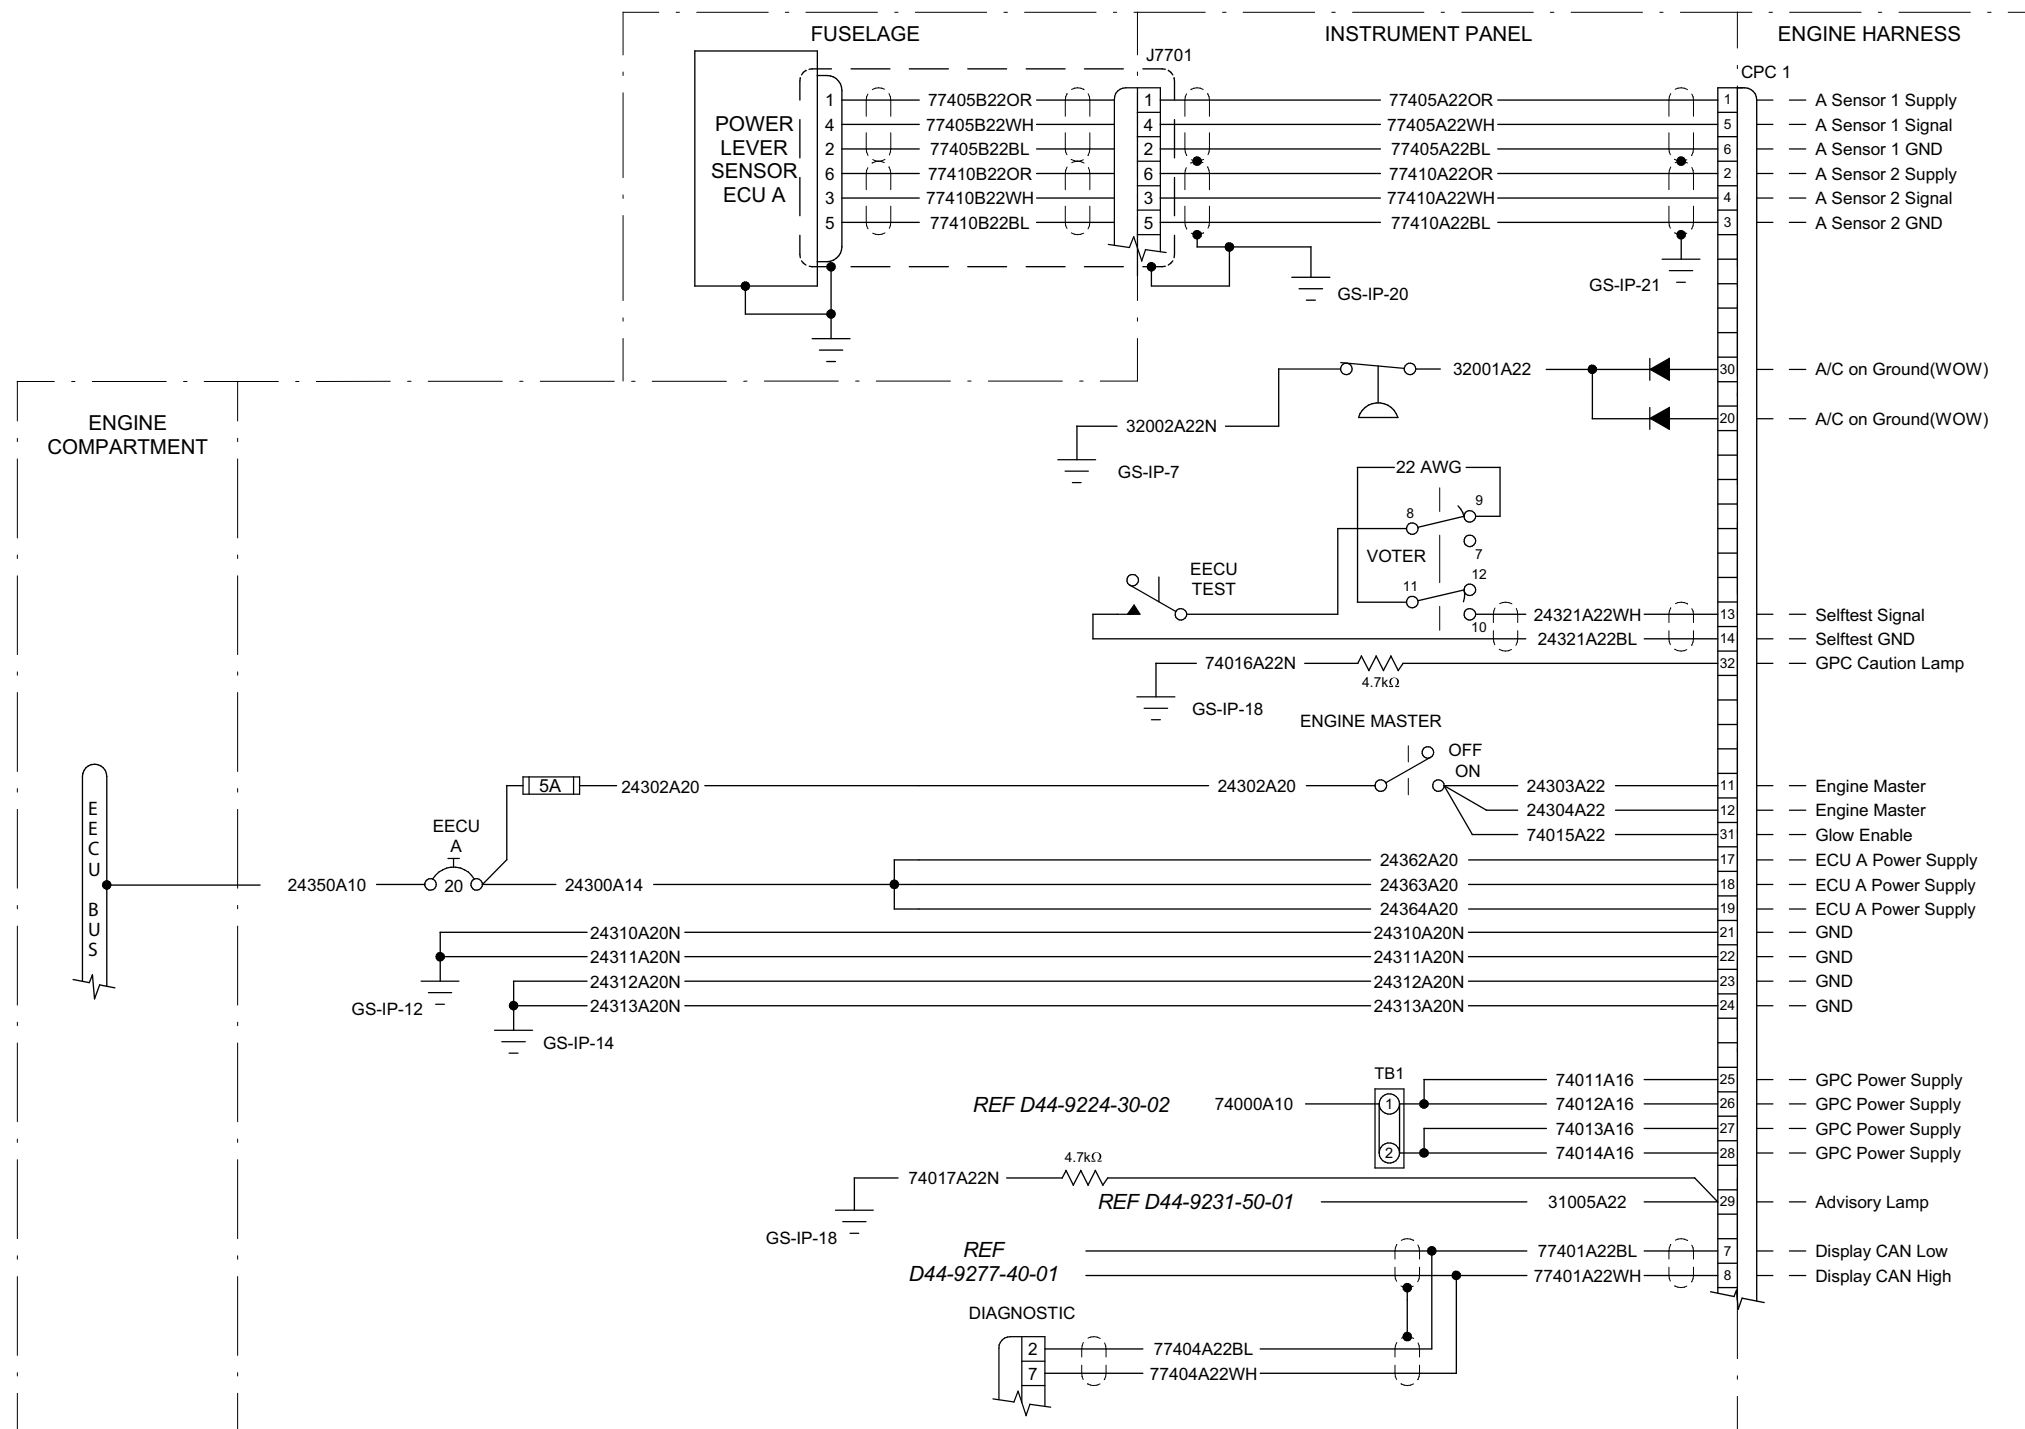 FUSELAGE
INSTRUMENT PANEL
ENGINE HARNESS
J7701
CPC 1
POWER
LEVER
SENSOR
ECU A
1 77405B22OR 1 77405A22OR 1 A Sensor 1 Supply
4 77405B22WH 4 77405A22WH 5 A Sensor 1 Signal
2 77405B22BL 2 77405A22BL 6 A Sensor 1 GND
6 77410B22OR 6 77410A22OR 2 A Sensor 2 Supply
3 77410B22WH 3 77410A22WH 4 A Sensor 2 Signal
5 77410B22BL 5 77410A22BL 3 A Sensor 2 GND
GS-IP-20
GS-IP-21
32001A22 30 A/C on Ground(WOW)
20 A/C on Ground(WOW)
32002A22N
GS-IP-7
ENGINE
COMPARTMENT
22 AWG
8 9
7
VOTER
11 12
10
EECU
TEST
24321A22WH 13 Selftest Signal
24321A22BL 14 Selftest GND
74016A22N 4.7kΩ 32 GPC Caution Lamp
GS-IP-18
ENGINE MASTER
OFF
ON
5A 24302A20 24302A20 24303A22 11 Engine Master
24304A22 12 Engine Master
74015A22 31 Glow Enable
EECU
A
EECU BUS
24350A10 20 24300A14
24362A20 17 ECU A Power Supply
24363A20 18 ECU A Power Supply
24364A20 19 ECU A Power Supply
24310A20N 24310A20N 21 GND
24311A20N 24311A20N 22 GND
24312A20N 24312A20N 23 GND
24313A20N 24313A20N 24 GND
GS-IP-12
GS-IP-14
TB1
74011A16 25 GPC Power Supply
REF D44-9224-30-02 74000A10 1 74012A16 26 GPC Power Supply
74013A16 27 GPC Power Supply
2 74014A16 28 GPC Power Supply
74017A22N 4.7kΩ
GS-IP-18
REF D44-9231-50-01 31005A22 29 Advisory Lamp
REF
D44-9277-40-01
77401A22BL 7 Display CAN Low
77401A22WH 8 Display CAN High
DIAGNOSTIC
2 77404A22BL
7 77404A22WH